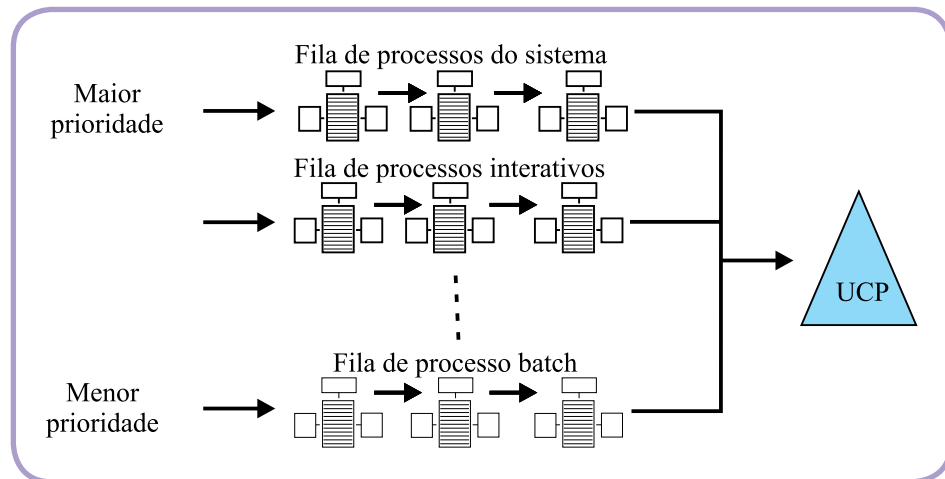 Fila de processos do sistema
Maior
prioridade
Fila de processos interativos
UCP
Fila de processo batch
Menor
prioridade